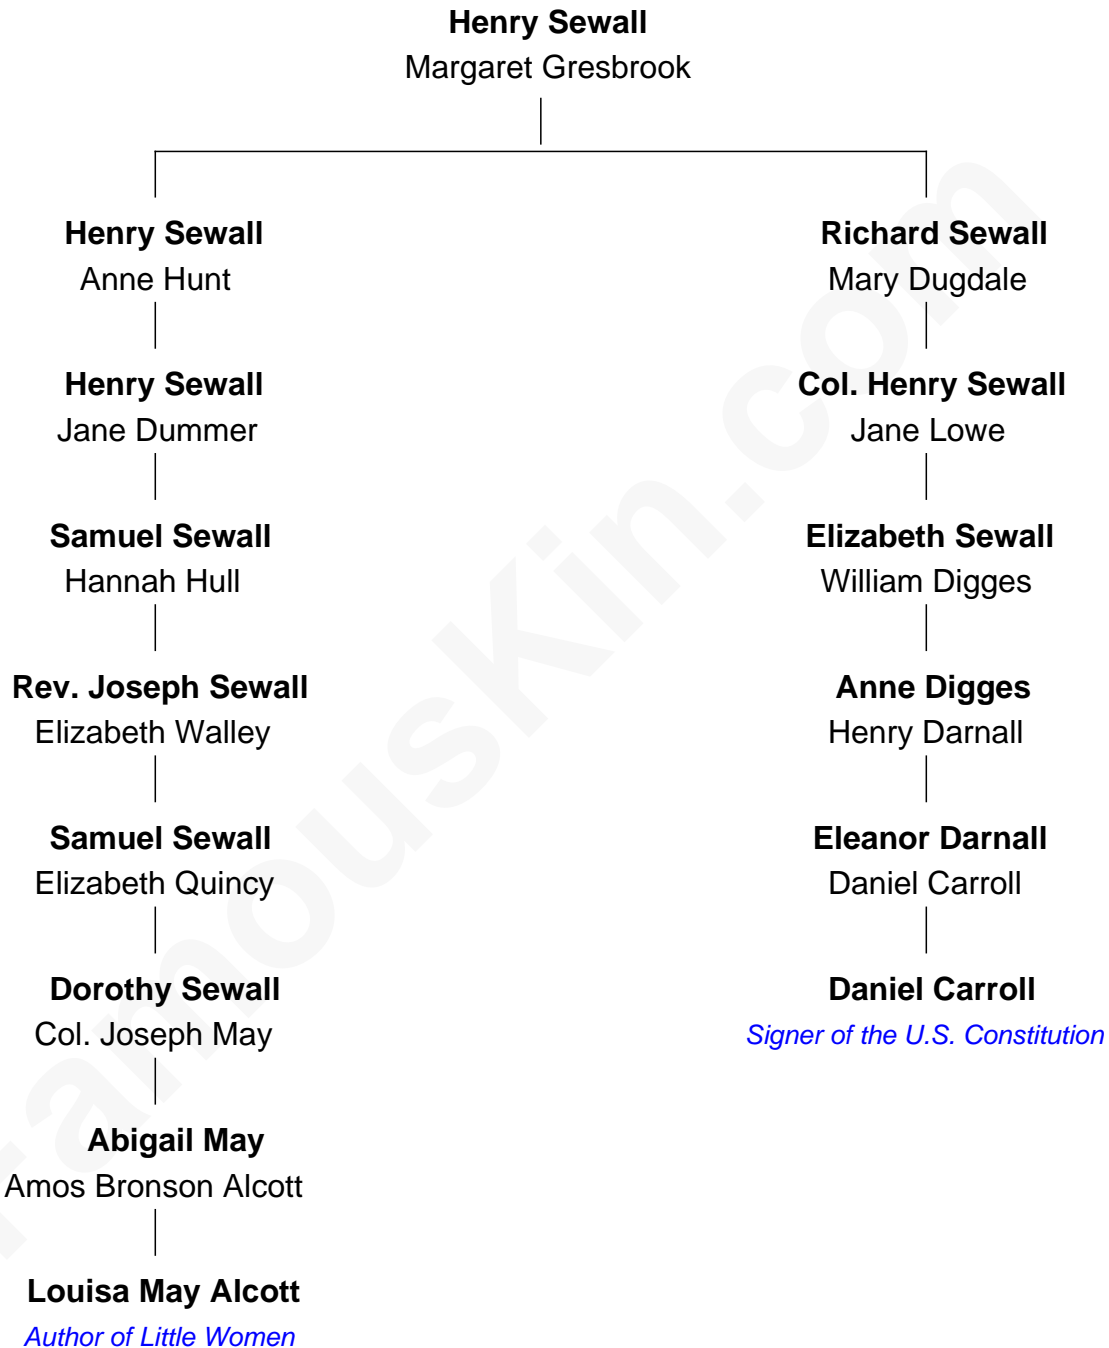 Henry Sewall
Margaret Gresbrook
Henry Sewall
Anne Hunt
Richard Sewall
Mary Dugdale
Henry Sewall
Jane Dummer
Col. Henry Sewall
Jane Lowe
Samuel Sewall
Hannah Hull
Elizabeth Sewall
William Digges
Rev. Joseph Sewall
Elizabeth Walley
Anne Digges
Henry Darnall
Samuel Sewall
Elizabeth Quincy
Eleanor Darnall
Daniel Carroll
Dorothy Sewall
Col. Joseph May
Daniel Carroll
Signer of the U.S. Constitution
Abigail May
Amos Bronson Alcott
Louisa May Alcott
Author of Little Women
FamousKin.com